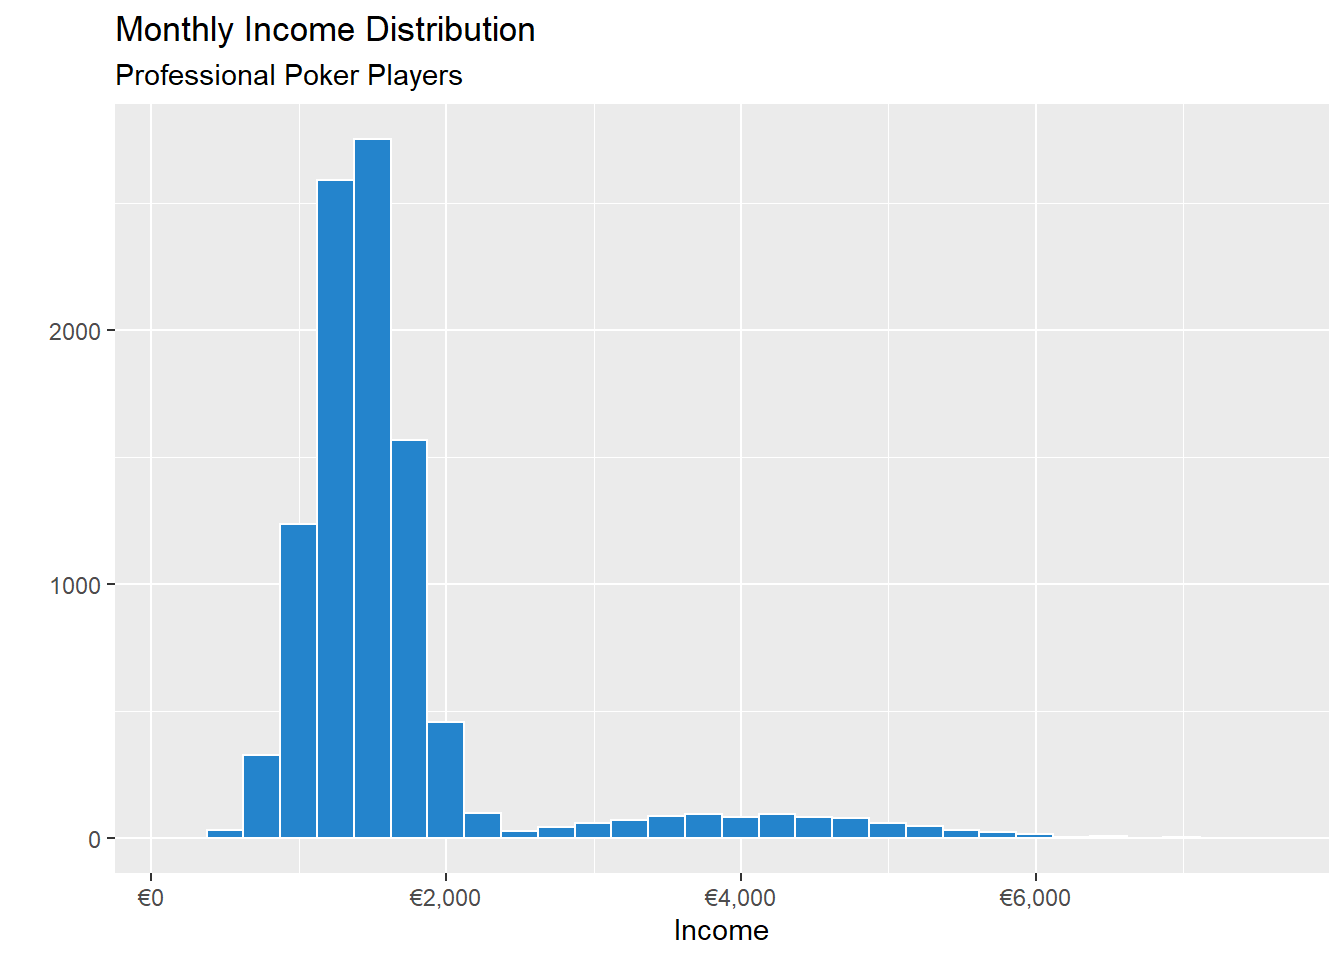 Monthly Income Distribution
Professional Poker Players
2000
1000
0
€0 €2,000 €4,000 €6,000
Income